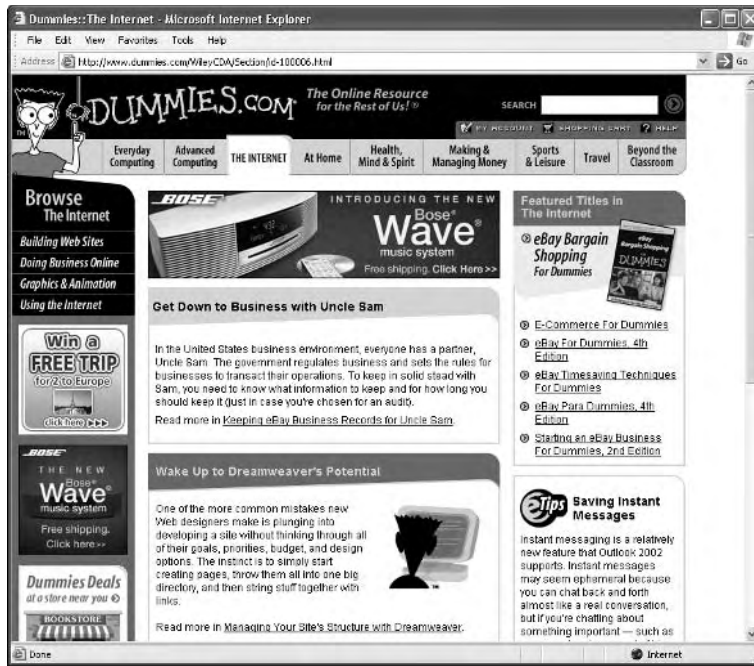 Dummies::The Internet - Microsoft Internet Explorer
File Edit View Favorites Tools Help
Address http://www.dummies.com/WileyCDA/Section/id-100006.html Go
DUMMIES.COM®
The Online Resource
for the Rest of Us!®
SEARCH
MY ACCOUNT SHOPPING CART ? HELP
TM
Everyday Computing
Advanced Computing
THE INTERNET
At Home
Health, Mind & Spirit
Making & Managing Money
Sports & Leisure
Travel
Beyond the Classroom
Browse
The Internet
Building Web Sites
Doing Business Online
Graphics & Animation
Using the Internet
Win a
FREE TRIP
for 2 to Europe
click here >>>
BOSE
THE NEW
Bose®
Wave®
music system
Free shipping.
Click here>>
Dummies Deals
at a store near you
BOOKSTORE
BOSE
INTRODUCING THE NEW
Bose®
Wave®
music system
Free shipping. Click Here>>
Get Down to Business with Uncle Sam
In the United States business environment, everyone has a partner,
Uncle Sam. The government regulates business and sets the rules for
businesses to transact their operations. To keep in solid stead with
Sam, you need to know what information to keep and for how long you
should keep it (just in case you're chosen for an audit).
Read more in Keeping eBay Business Records for Uncle Sam.
Wake Up to Dreamweaver's Potential
One of the more common mistakes new
Web designers make is plunging into
developing a site without thinking through all
of their goals, priorities, budget, and design
options. The instinct is to simply start
creating pages, throw them all into one big
directory, and then string stuff together with
links.
Read more in Managing Your Site's Structure with Dreamweaver.
Featured Titles in
The Internet
eBay Bargain
Shopping
For Dummies
eBay
Bargain Shopping
FOR
DUMMIES
E-Commerce For Dummies
eBay For Dummies, 4th
Edition
eBay Timesaving Techniques
For Dummies
eBay Para Dummies, 4th
Edition
Starting an eBay Business
For Dummies, 2nd Edition
eTips
Saving Instant
Messages
Instant messaging is a relatively
new feature that Outlook 2002
supports. Instant messages
may seem ephemeral because
you can chat back and forth
almost like a real conversation,
but if you're chatting about
something important — such as
Done
Internet